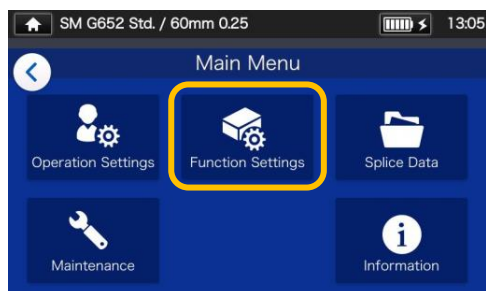 SM G652 Std. / 60mm 0.25 13:05
Main Menu
Operation Settings Function Settings Splice Data
Maintenance Information